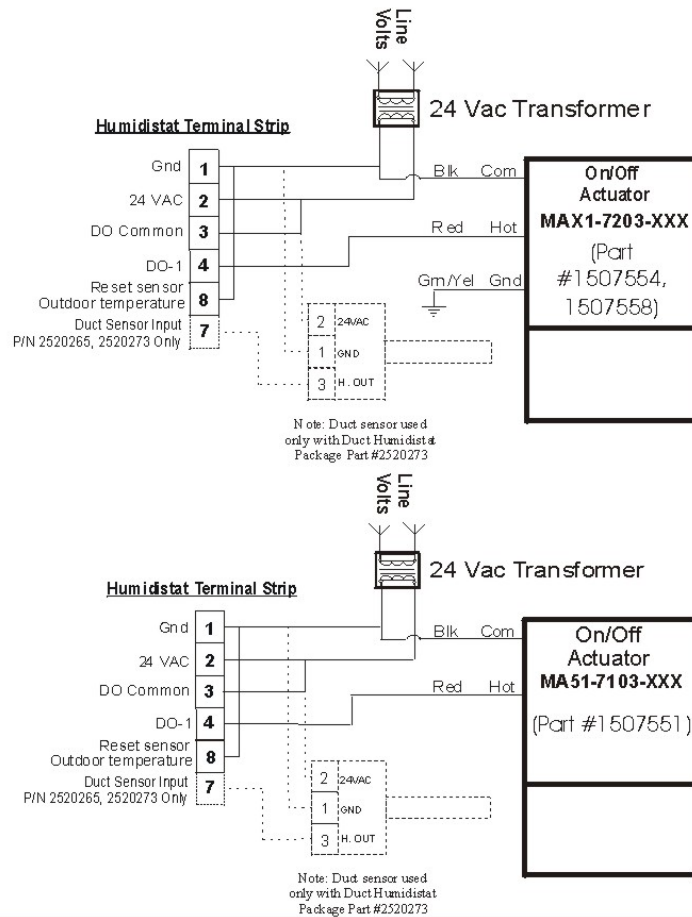 Line
Volts
24 Vac Transformer
Humidistat Terminal Strip
Gnd 1
24 VAC 2
DO Common 3
DO-1 4
Reset sensor
Outdoor temperature 8
Duct Sensor Input
P/N 2520265, 2520273 Only 7
Blk Com
Red Hot
Grn/Yel Gnd
On/Off
Actuator
MAX1-7203-XXX
(Part
#1507554,
1507558)
2 24VAC
1 GND
3 H. OUT
Note: Duct sensor used
only with Duct Humidistat
Package Part #2520273
Line
Volts
24 Vac Transformer
Humidistat Terminal Strip
Gnd 1
24 VAC 2
DO Common 3
DO-1 4
Reset sensor
Outdoor temperature 8
Duct Sensor Input
P/N 2520265, 2520273 Only 7
Blk Com
Red Hot
On/Off
Actuator
MA51-7103-XXX
(Part #1507551)
2 24VAC
1 GND
3 H. OUT
Note: Duct sensor used
only with Duct Humidistat
Package Part #2520273